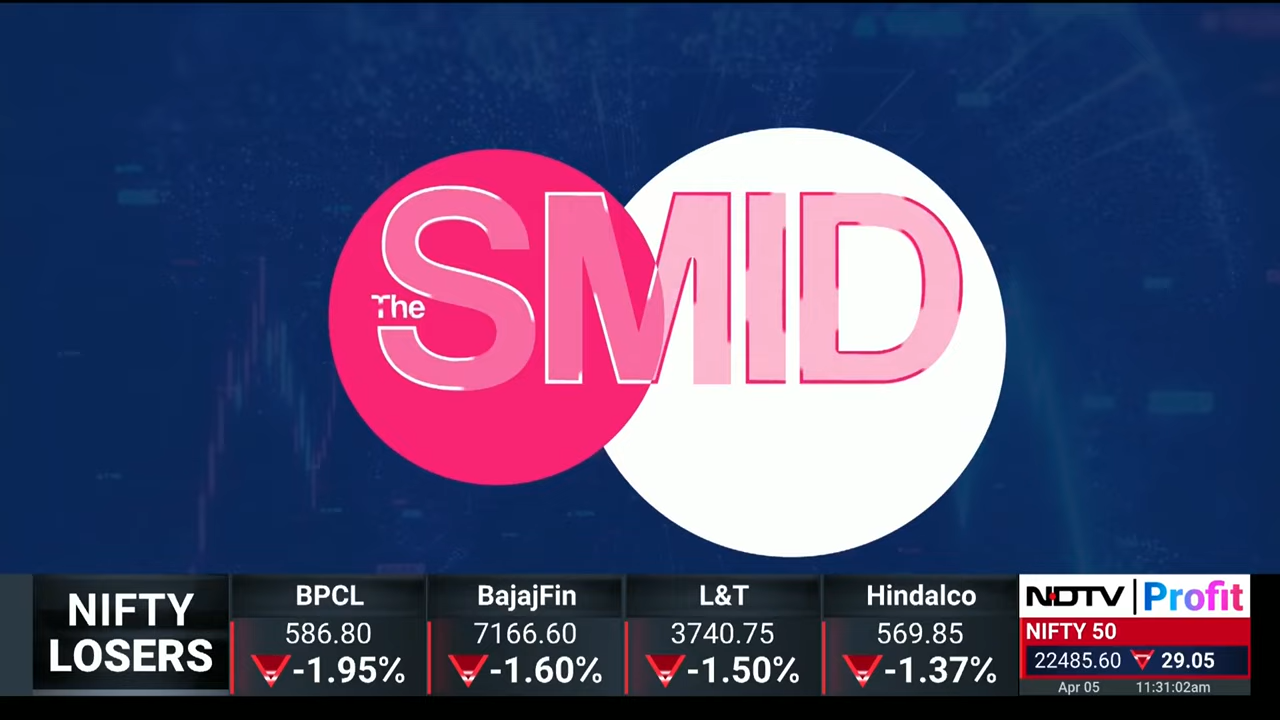 The
SMID
NIFTY
LOSERS
BPCL
586.80
-1.95%
BajajFin
7166.60
-1.60%
L&T
3740.75
-1.50%
Hindalco
569.85
-1.37%
NDTV Profit
NIFTY 50
22485.60 29.05
Apr 05 11:31:02am